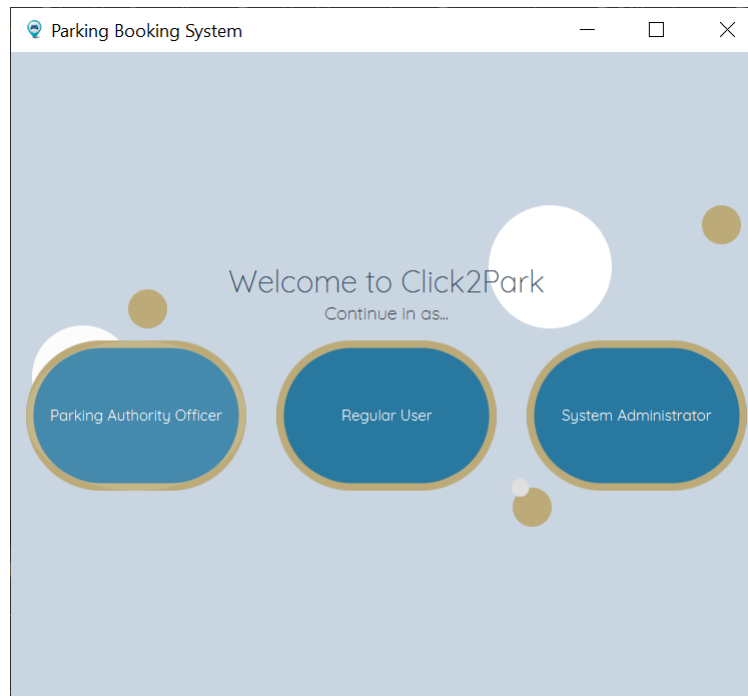 Parking Booking System
Welcome to Click2Park
Continue in as...
Parking Authority Officer
Regular User
System Administrator